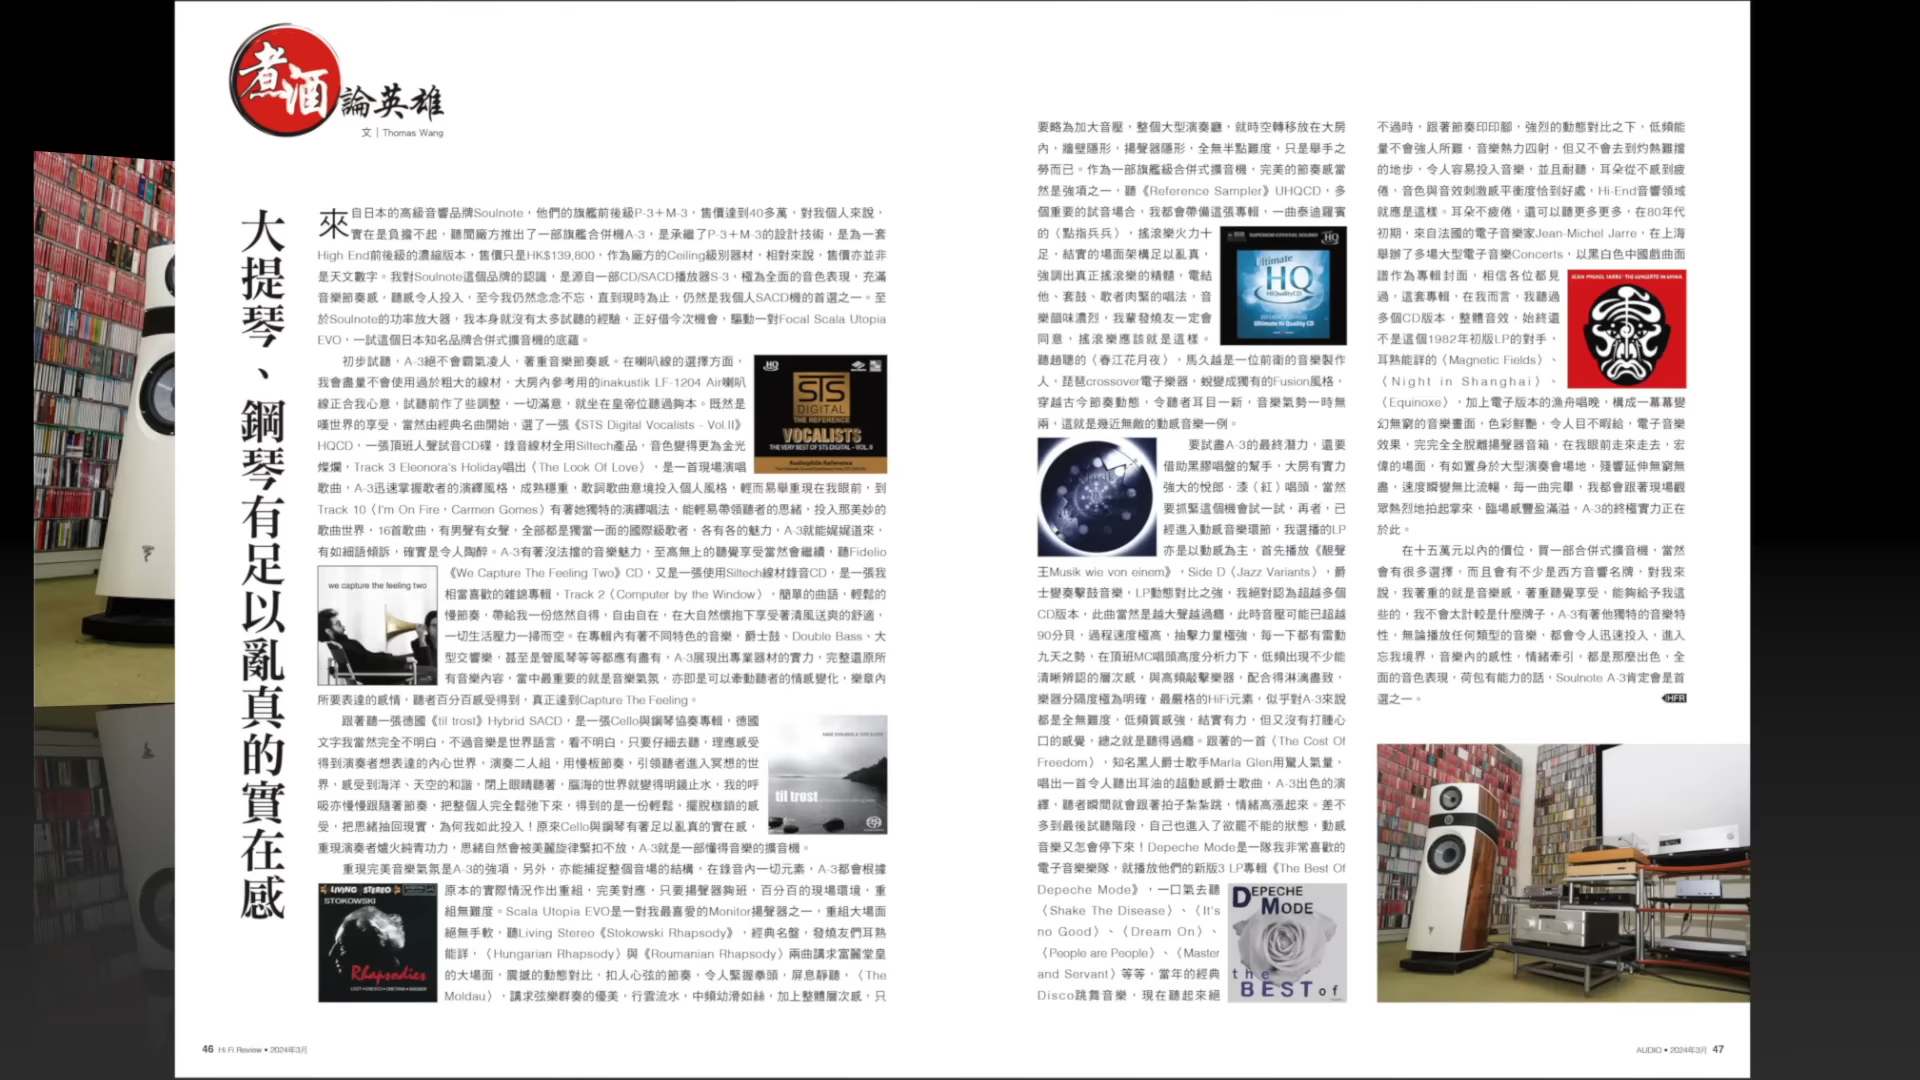 煮酒論英雄
文｜Thomas Wang
大提琴、鋼琴有足以亂真的實在感
來自日本的高級音響品牌Soulnote，他們的旗艦前後級P-3＋M-3，售價達到40多萬，對我個人來說，
實在是負擔不起，聽聞廠方推出了一部旗艦合併機A-3，是承繼了P-3＋M-3的設計技術，是為一套
High End前後級的濃縮版本，售價只是HK$139,800，作為廠方的Ceiling級別器材，相對來說，售價亦並非
是天文數字。我對Soulnote這個品牌的認識，是源自一部CD/SACD播放器S-3，極為全面的音色表現，充滿
音樂節奏感，聽感令人投入，至今我仍然念念不忘，直到現時為止，仍然是我個人SACD機的首選之一。至
於Soulnote的功率放大器，我本身就沒有太多試聽的經驗，正好借今次機會，驅動一對Focal Scala Utopia
EVO，一試這個日本知名品牌合併式擴音機的底蘊。
初步試聽，A-3絕不會霸氣凌人，著重音樂節奏感。在喇叭線的選擇方面，
我會盡量不會使用過於粗大的線材，大房內參考用的inakustik LF-1204 Air喇叭
線正合我心意，試聽前作了些調整，一切滿意，就坐在皇帝位聽過夠本。既然是
嘆世界的享受，當然由經典名曲開始，選了一張《STS Digital Vocalists - Vol.II》
HQCD，一張頂班人聲試音CD碟，錄音線材全用Siltech產品，音色變得更為金光
燦爛，Track 3 Eleonora's Holiday唱出〈The Look Of Love〉，是一首現場演唱
歌曲，A-3迅速掌握歌者的演繹風格，成熟穩重，歌詞歌曲意境投入個人風格，輕而易舉重現在我眼前，到
Track 10〈I'm On Fire，Carmen Gomes〉有著她獨特的演繹唱法，能輕易帶領聽者的思緒，投入那美妙的
歌曲世界，16首歌曲，有男聲有女聲，全部都是獨當一面的國際級歌者，各有各的魅力，A-3就能娓娓道來，
有如細語傾訴，確實是令人陶醉。A-3有著沒法擋的音樂魅力，至高無上的聽覺享受當然會繼續，聽Fidelio
《We Capture The Feeling Two》CD，又是一張使用Siltech線材錄音CD，是一張我
相當喜歡的雜錦專輯，Track 2〈Computer by the Window〉，簡單的曲語，輕鬆的
慢節奏，帶給我一份悠然自得，自由自在，在大自然懷抱下享受著清風送爽的舒適，
一切生活壓力一掃而空。在專輯內有著不同特色的音樂，爵士鼓、Double Bass、大
型交響樂，甚至是管風琴等等都應有盡有，A-3展現出專業器材的實力，完整還原所
有音樂內容，當中最重要的就是音樂氣氛，亦即是可以牽動聽者的情感變化，樂章內
所要表達的感情，聽者百分百感受得到，真正達到Capture The Feeling。
跟著聽一張德國《til trost》Hybrid SACD，是一張Cello與鋼琴協奏專輯，德國
文字我當然完全不明白，不過音樂是世界語言，看不明白，只要仔細去聽，理應感受
得到演奏者想表達的內心世界，演奏二人組，用慢板節奏，引領聽者進入冥想的世
界，感受到海洋、天空的和諧，閉上眼睛聽著，腦海的世界就變得明鏡止水，我的呼
吸亦慢慢跟隨著節奏，把整個人完全鬆弛下來，得到的是一份輕鬆，擺脫枷鎖的感
受，把思緒抽回現實，為何我如此投入！原來Cello與鋼琴有著足以亂真的實在感，
重現演奏者爐火純青功力，思緒自然會被美麗旋律緊扣不放，A-3就是一部懂得音樂的擴音機。
重現完美音樂氣氛是A-3的強項，另外，亦能捕捉整個音場的結構，在錄音內一切元素，A-3都會根據
原本的實際情況作出重組，完美對應，只要揚聲器夠班，百分百的現場環境，重
組無難度。Scala Utopia EVO是一對我最喜愛的Monitor揚聲器之一，重組大場面
絕無手軟，聽Living Stereo《Stokowski Rhapsody》，經典名盤，發燒友們耳熟
能詳，〈Hungarian Rhapsody〉與《Roumanian Rhapsody〉兩曲講求富麗堂皇
的大場面，震撼的動態對比，扣人心弦的節奏，令人緊握拳頭，屏息靜聽，〈The
Moldau〉，講求弦樂群奏的優美，行雲流水，中頻幼滑如絲，加上整體層次感，只
要略為加大音壓，整個大型演奏廳，就時空轉移放在大房
內，牆壁隱形，揚聲器隱形，全無半點難度，只是舉手之
勞而已。作為一部旗艦級合併式擴音機，完美的節奏感當
然是強項之一，聽《Reference Sampler》UHQCD，多
個重要的試音場合，我都會帶備這張專輯，一曲泰迪羅賓
的〈點指兵兵〉，搖滾樂火力十
足，結實的場面架構足以亂真，
強調出真正搖滾樂的精髓，電結
他、套鼓、歌者肉緊的唱法，音
樂韻味濃烈，我輩發燒友一定會
同意，搖滾樂應該就是這樣。
聽趙聰的〈春江花月夜〉，馬久越是一位前衛的音樂製作
人，琵琶crossover電子樂器，蛻變成獨有的Fusion風格，
穿越古今節奏動態，令聽者耳目一新，音樂氣勢一時無
兩，這就是幾近無敵的動感音樂一例。
要試盡A-3的最終潛力，還要
借助黑膠唱盤的幫手，大房有實力
強大的悅郎．漆（紅）唱頭，當然
要抓緊這個機會試一試，再者，已
經進入動感音樂環節，我選播的LP
亦是以動感為主，首先播放《靚聲
王Musik wie von einem》，Side D〈Jazz Variants〉，爵
士變奏擊鼓音樂，LP動態對比之強，我絕對認為超越多個
CD版本，此曲當然是越大聲越過癮，此時音壓可能已超越
90分貝，過程速度極高，抽擊力量極強，每一下都有雷動
九天之勢，在頂班MC唱頭高度分析力下，低頻出現不少能
清晰辨認的層次感，與高頻敲擊樂器，配合得淋漓盡致，
樂器分隔度極為明確，最嚴格的HiFi元素，似乎對A-3來說
都是全無難度，低頻質感強，結實有力，但又沒有打腫心
口的感覺，總之就是聽得過癮。跟著的一首〈The Cost Of
Freedom〉，知名黑人爵士歌手Marla Glen用驚人氣量，
唱出一首令人聽出耳油的超動感爵士歌曲，A-3出色的演
繹，聽者瞬間就會跟著拍子紮紮跳，情緒高漲起來。差不
多到最後試聽階段，自己也進入了欲罷不能的狀態，動感
音樂又怎會停下來！Depeche Mode是一隊我非常喜歡的
電子音樂樂隊，就播放他們的新版3 LP專輯《The Best Of
Depeche Mode》，一口氣去聽
〈Shake The Disease〉、〈It's
no Good〉、〈Dream On〉、
〈People are People〉、〈Master
and Servant〉等等，當年的經典
Disco跳舞音樂，現在聽起來絕
不過時，跟著節奏印印腳，強烈的動態對比之下，低頻能
量不會強人所難，音樂熱力四射，但又不會去到灼熱難擋
的地步，令人容易投入音樂，並且耐聽，耳朵從不感到疲
倦，音色與音效刺激感平衡度恰到好處，Hi-End音響領域
就應是這樣。耳朵不疲倦，還可以聽更多更多，在80年代
初期，來自法國的電子音樂家Jean-Michel Jarre，在上海
舉辦了多場大型電子音樂Concerts，以黑白色中國戲曲面
譜作為專輯封面，相信各位都見
過，這套專輯，在我而言，我聽過
多個CD版本，整體音效，始終還
不是這個1982年初版LP的對手，
耳熟能詳的〈Magnetic Fields〉、
〈Night in Shanghai〉、
〈Equinoxe〉，加上電子版本的漁舟唱晚，構成一幕幕變
幻無窮的音樂畫面，色彩鮮艷，令人目不暇給，電子音樂
效果，完完全全脫離揚聲器音箱，在我眼前走來走去，宏
偉的場面，有如置身於大型演奏會場地，殘響延伸無窮無
盡，速度瞬變無比流暢，每一曲完畢，我都會跟著現場觀
眾熱烈地拍起掌來、臨場感豐盈滿溢，A-3的終極實力正在
於此。
在十五萬元以內的價位，買一部合併式擴音機，當然
會有很多選擇，而且會有不少是西方音響名牌，對我來
說，我著重的就是音樂感，著重聽覺享受，能夠給予我這
些的，我不會太計較是什麼牌子，A-3有著他獨特的音樂特
性，無論播放任何類型的音樂，都會令人迅速投入，進入
忘我境界，音樂內的感性，情緒牽引，都是那麼出色，全
面的音色表現，荷包有能力的話，Soulnote A-3肯定會是首
選之一。
HFR
HQ
STS
DIGITAL
THE REFERENCE
VOCALISTS
THE VERY BEST OF STS DIGITAL - VOL. II
Audiophile Reference
we capture the feeling two
til trost
LIVING STEREO
STOKOWSKI
Rhapsodies
HQ
Ultimate
HQ
HiQualityCD
Ultimate Hi Quality CD
DEPECHE
MODE
the
BEST of
JEAN MICHEL JARRE THE CONCERTS IN CHINA
46 Hi Fi Review • 2024年3月
AUDIO • 2024年3月 47